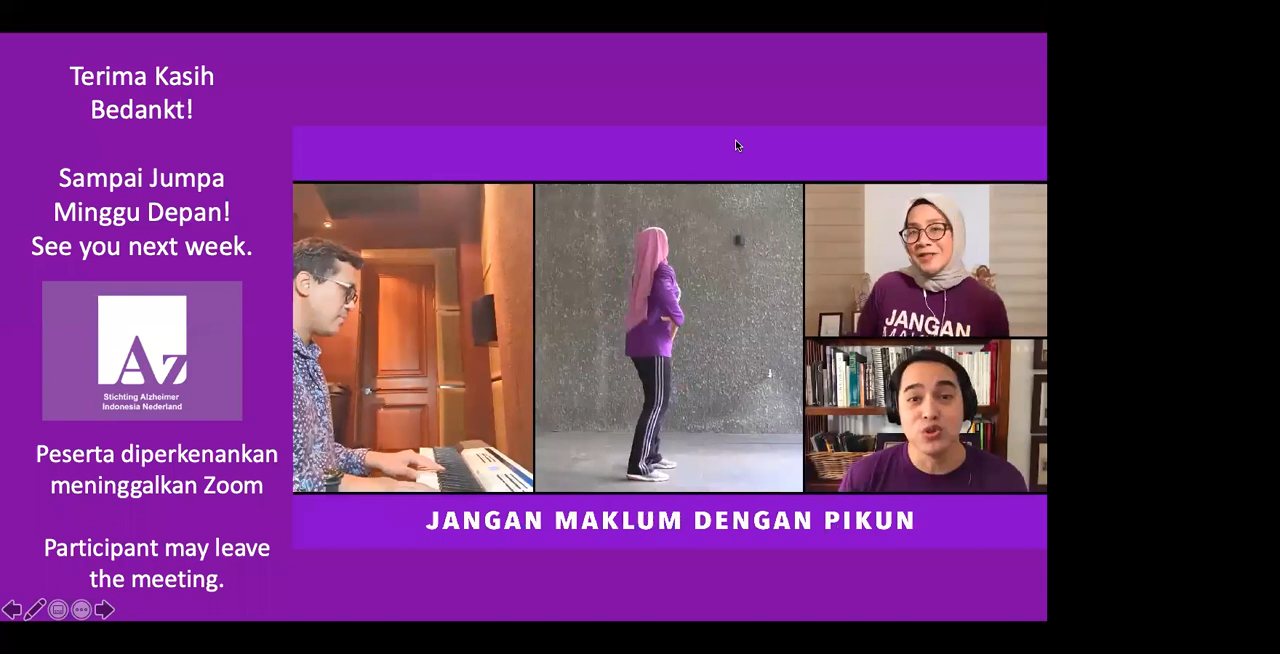 Terima Kasih
Bedankt!
Sampai Jumpa
Minggu Depan!
See you next week.
Az
Stichting Alzheimer
Indonesia Nederland
Peserta diperkenankan
meninggalkan Zoom
Participant may leave
the meeting.
JANGAN
JANGAN MAKLUM DENGAN PIKUN